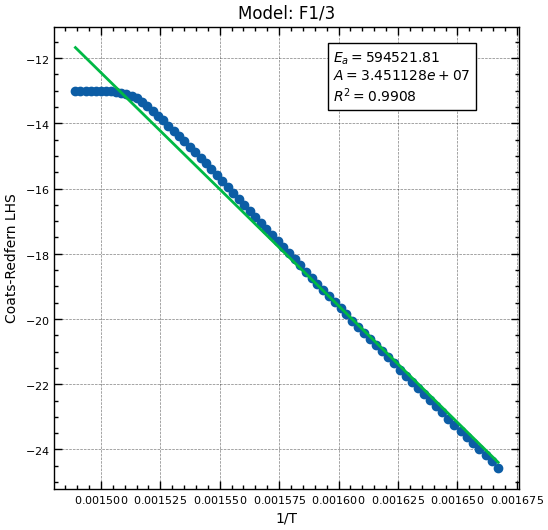 Model: F1/3
E_a = 594521.81
A = 3.451128e + 07
R² = 0.9908
Coats-Redfern LHS
−12
−14
−16
−18
−20
−22
−24
0.001500 0.001525 0.001550 0.001575 0.001600 0.001625 0.001650 0.001675
1/T